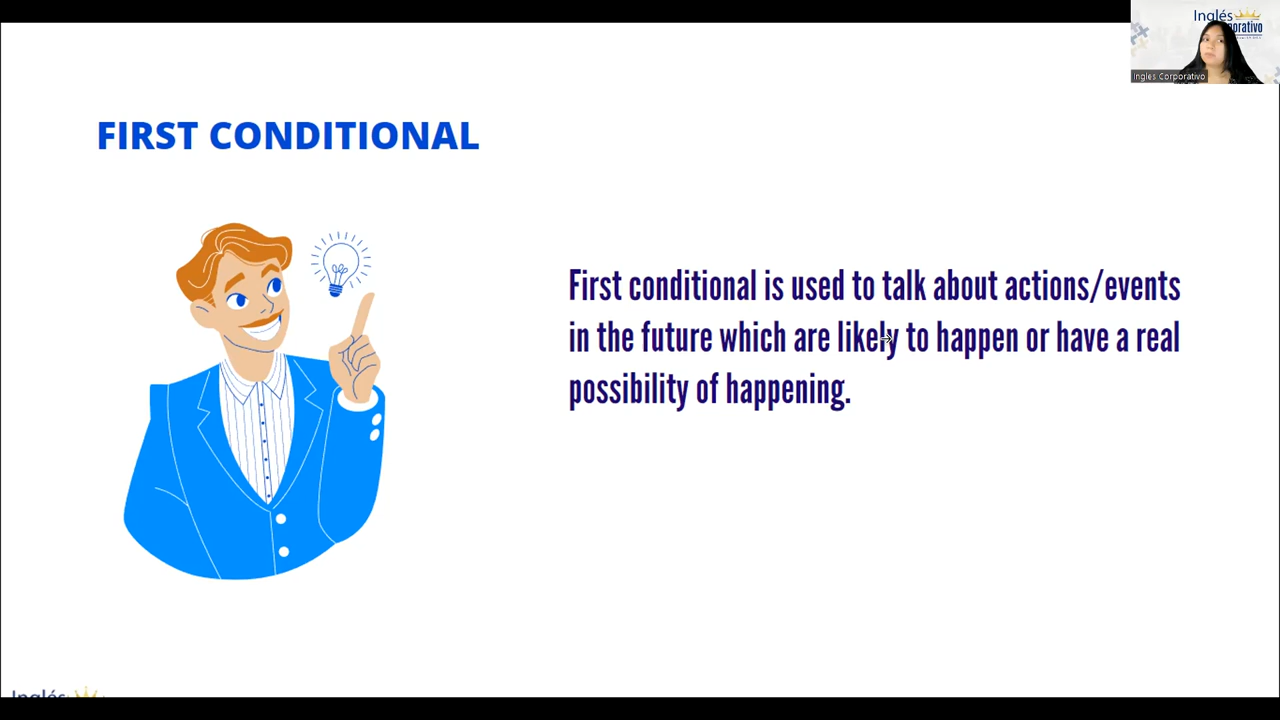 Inglés
Ingles Corporativo
FIRST CONDITIONAL
First conditional is used to talk about actions/events
in the future which are likely to happen or have a real
possibility of happening.
Inglés